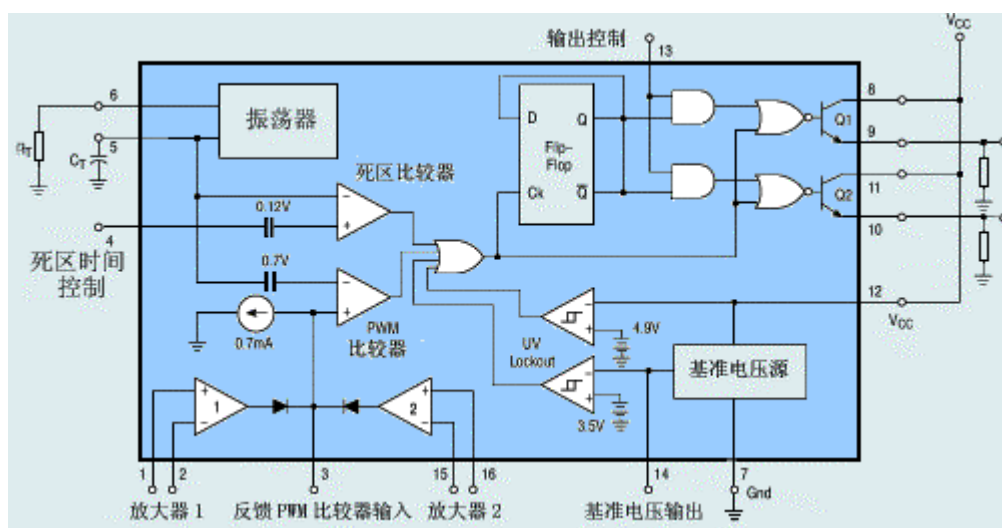 输出控制
13
VCC
6
振荡器
8
Q1
9
D
Q
Flip-
Flop
RT
5
CT
死区比较器
Ck
Q̅
11
Q2
10
0.12V
4
死区时间
控制
0.7V
12
VCC
0.7mA
PWM
比较器
UV
Lockout
4.9V
基准电压源
3.5V
1
2
1
2
3
15
16
14
7
Gnd
放大器1
反馈PWM比较器输入
放大器2
基准电压输出